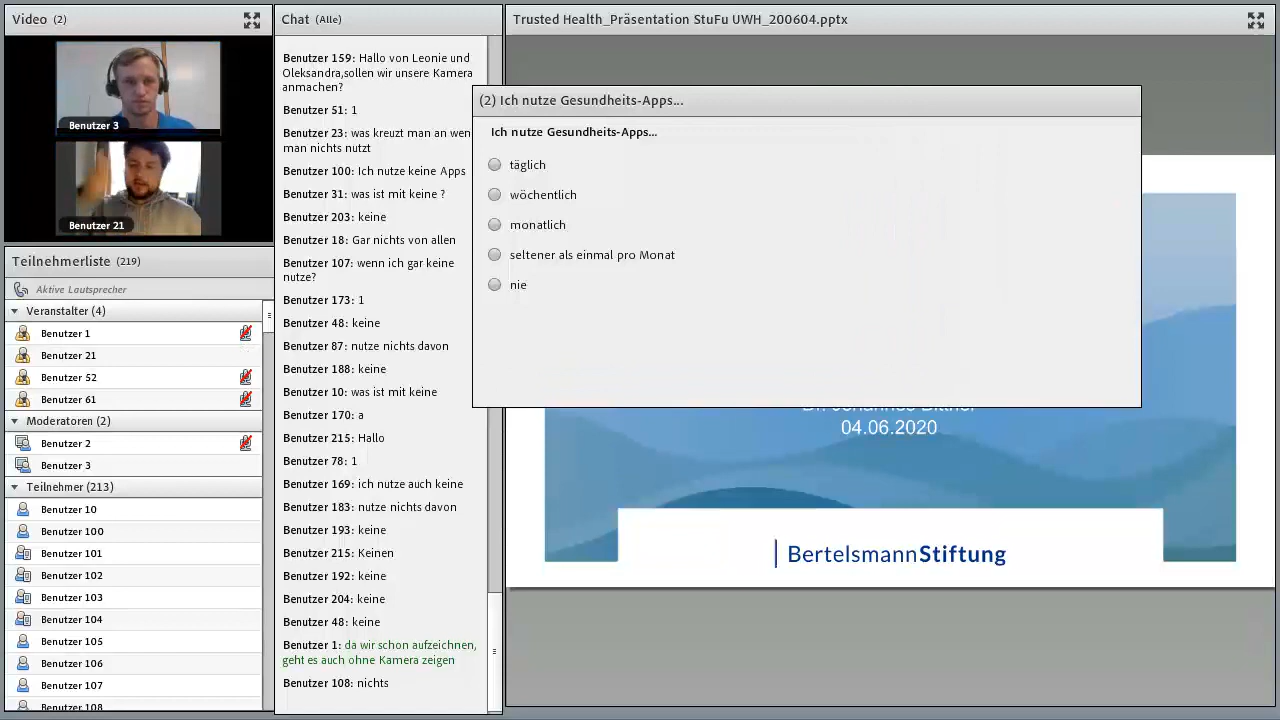 Video (2)
Benutzer 3
Benutzer 21
Teilnehmerliste (219)
Aktive Lautsprecher
Veranstalter (4)
Benutzer 1
Benutzer 21
Benutzer 52
Benutzer 61
Moderatoren (2)
Benutzer 2
Benutzer 3
Teilnehmer (213)
Benutzer 10
Benutzer 100
Benutzer 101
Benutzer 102
Benutzer 103
Benutzer 104
Benutzer 105
Benutzer 106
Benutzer 107
Benutzer 108
Chat (Alle)
Benutzer 159: Hallo von Leonie und
Oleksandra,sollen wir unsere Kamera
anmachen?
Benutzer 51: 1
Benutzer 23: was kreuzt man an wen
man nichts nutzt
Benutzer 100: Ich nutze keine Apps
Benutzer 31: was ist mit keine ?
Benutzer 203: keine
Benutzer 18: Gar nichts von allen
Benutzer 107: wenn ich gar keine
nutze?
Benutzer 173: 1
Benutzer 48: keine
Benutzer 87: nutze nichts davon
Benutzer 188: keine
Benutzer 10: was ist mit keine
Benutzer 170: a
Benutzer 215: Hallo
Benutzer 78: 1
Benutzer 169: ich nutze auch keine
Benutzer 183: nutze nichts davon
Benutzer 193: keine
Benutzer 215: Keinen
Benutzer 192: keine
Benutzer 204: keine
Benutzer 48: keine
Benutzer 1: da wir schon aufzeichnen,
geht es auch ohne Kamera zeigen
Benutzer 108: nichts
Trusted Health_Präsentation StuFu UWH_200604.pptx
(2) Ich nutze Gesundheits-Apps...
Ich nutze Gesundheits-Apps...
täglich
wöchentlich
monatlich
seltener als einmal pro Monat
nie
04.06.2020
BertelsmannStiftung